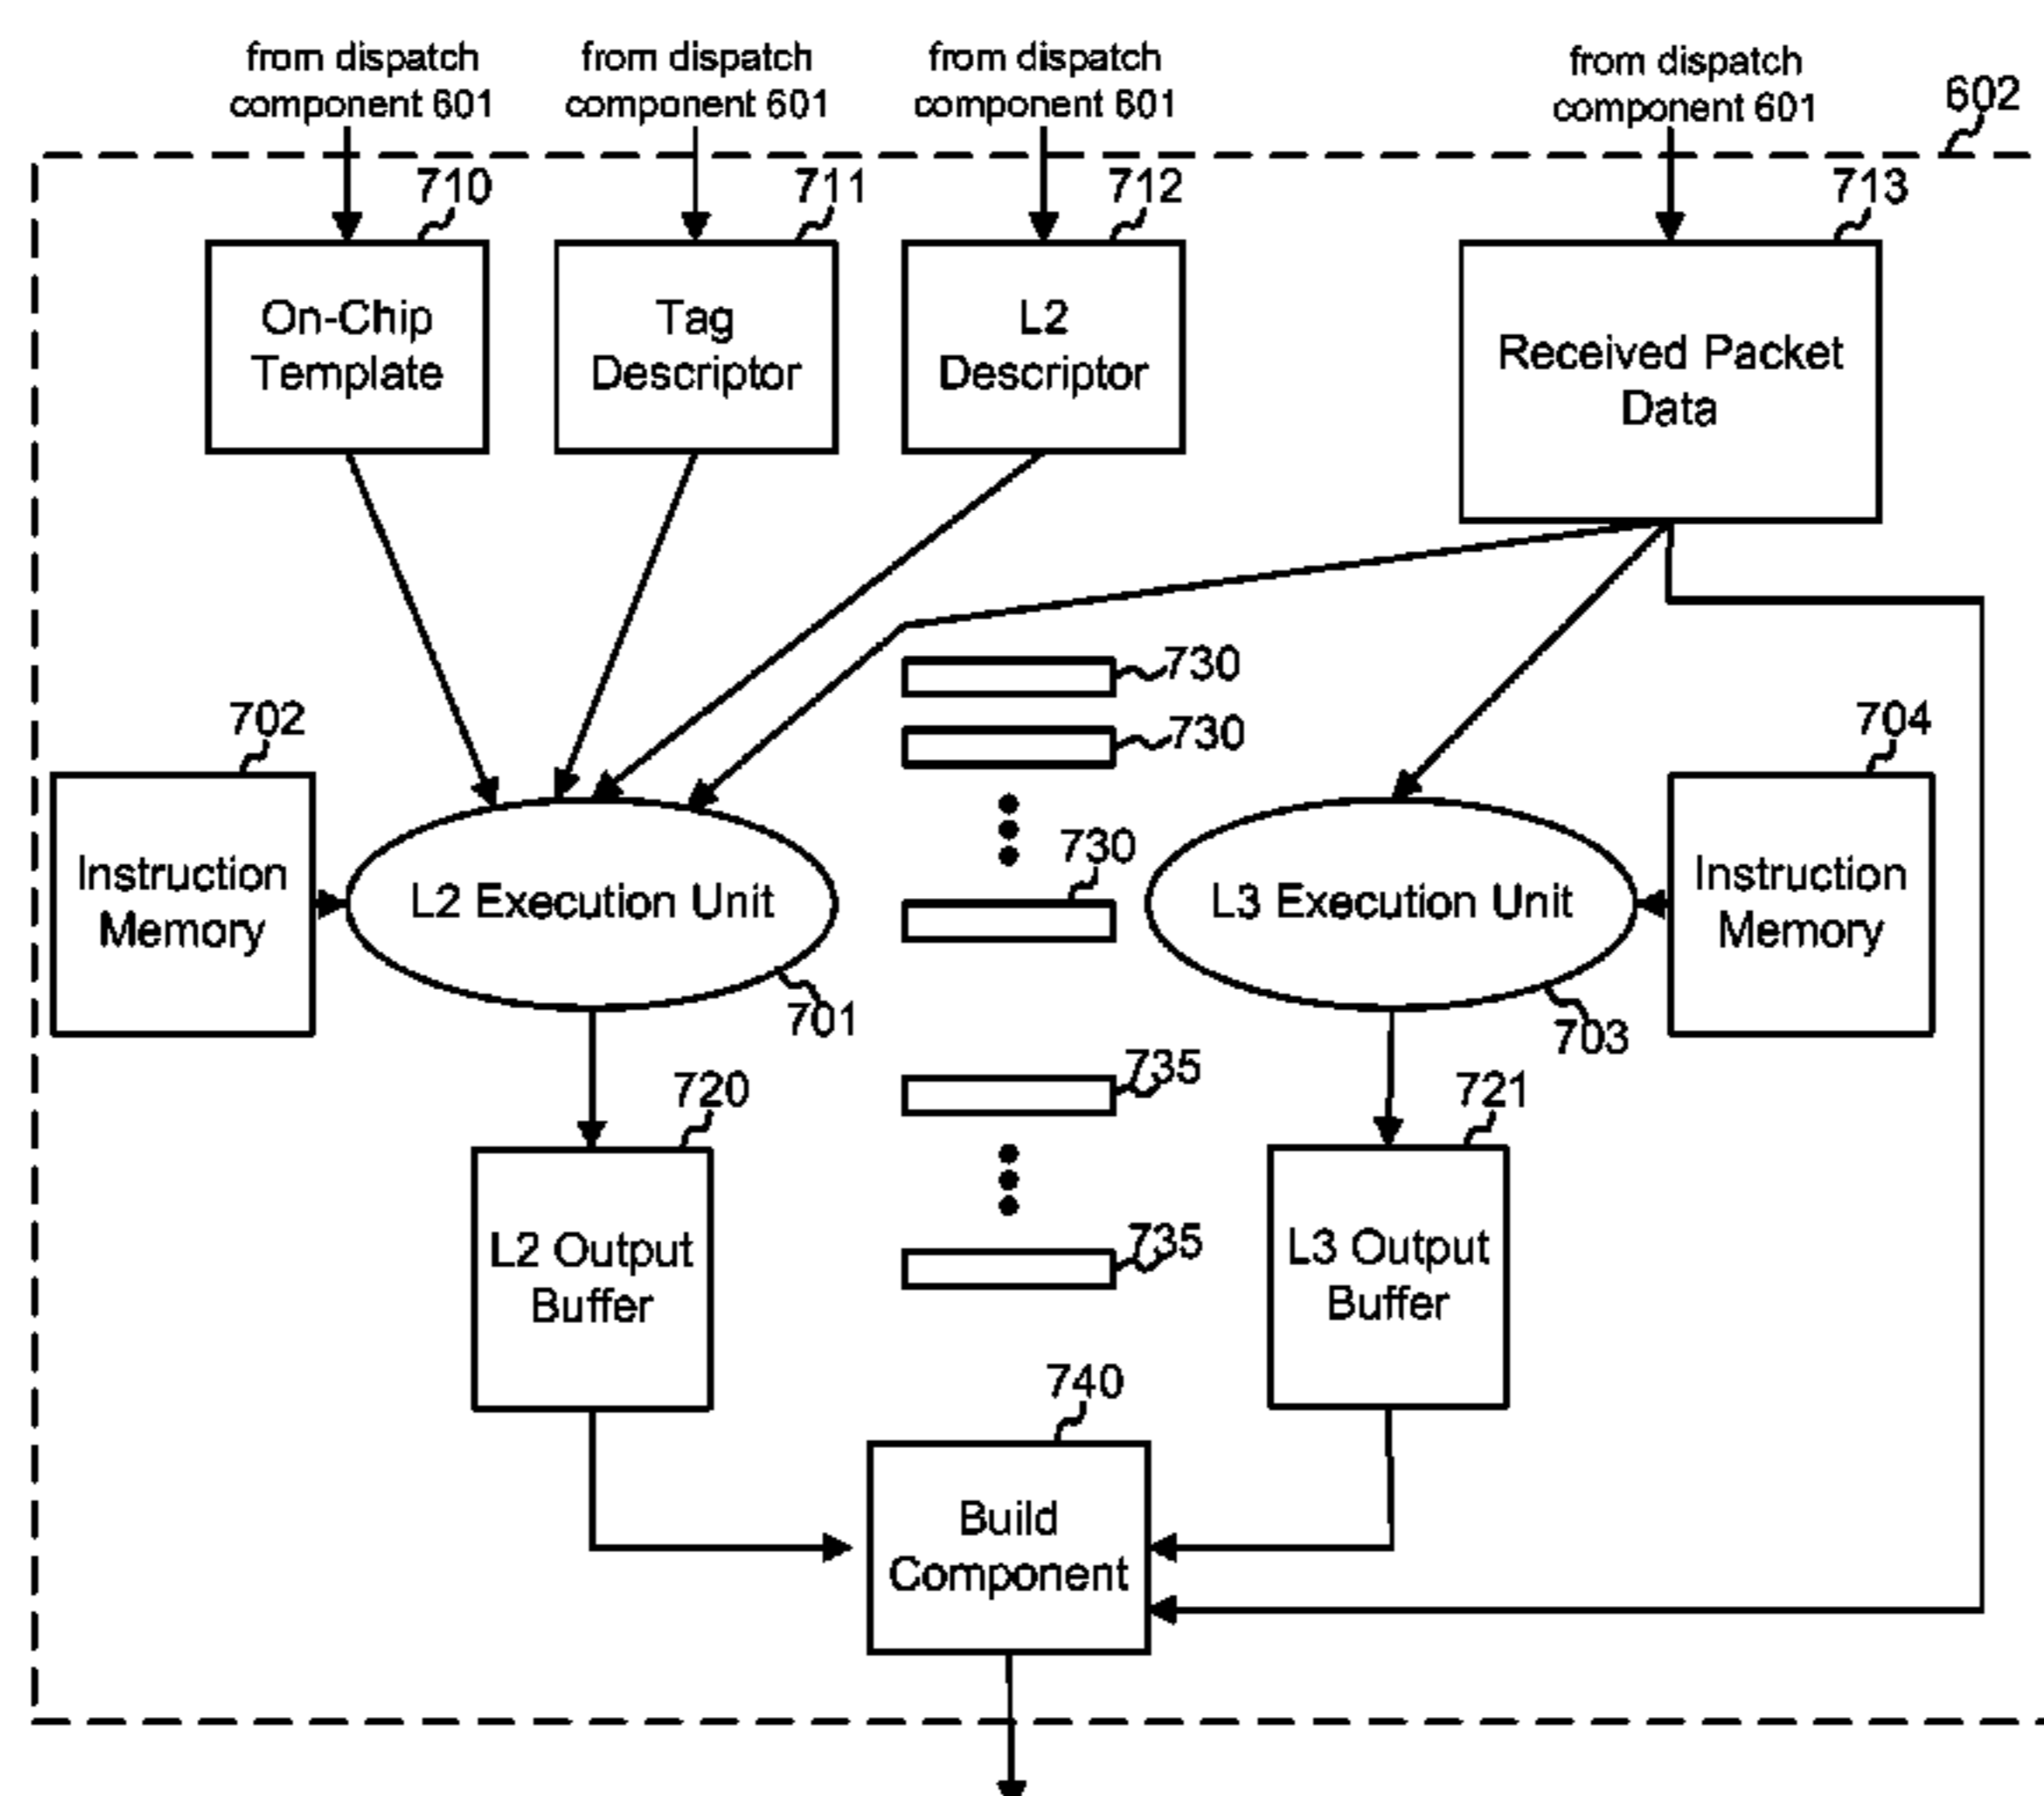 from dispatch
component 601
from dispatch
component 601
from dispatch
component 601
from dispatch
component 601
602
710
711
712
713
On-Chip
Template
Tag
Descriptor
L2
Descriptor
Received Packet
Data
730
730
702
704
730
Instruction
Memory
L2 Execution Unit
L3 Execution Unit
Instruction
Memory
701
703
735
720
721
L2 Output
Buffer
735
L3 Output
Buffer
740
Build
Component